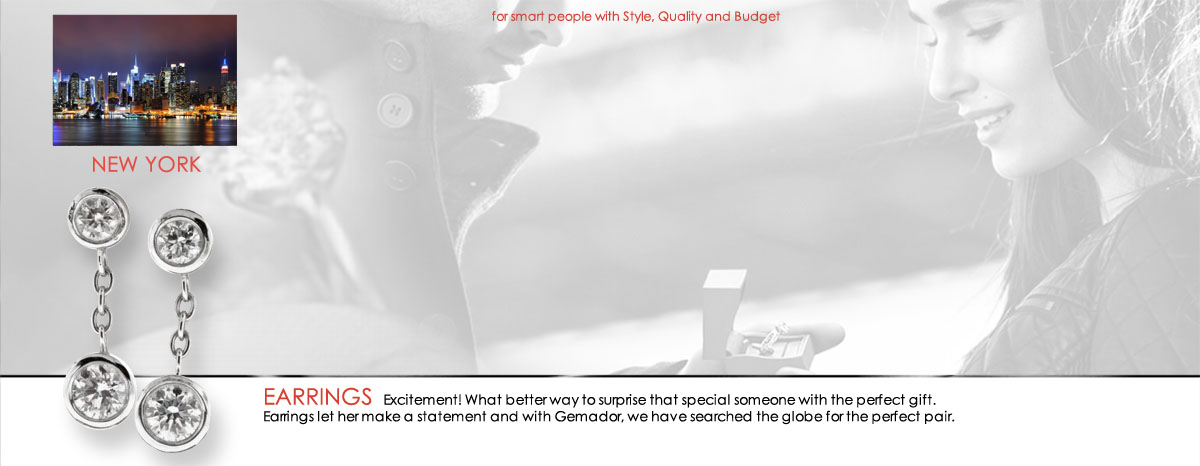 for smart people with Style, Quality and Budget
NEW YORK
EARRINGS Excitement! What better way to surprise that special someone with the perfect gift.
Earrings let her make a statement and with Gemador, we have searched the globe for the perfect pair.